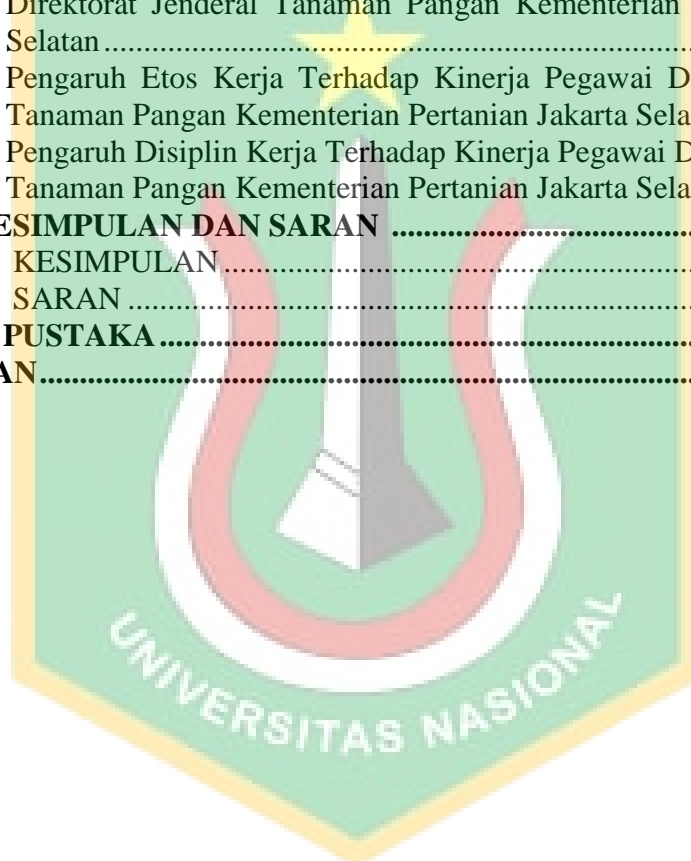 Direktorat Jenderal Tanaman Pangan Kementerian
Selatan ........................................................
Pengaruh Etos Kerja Terhadap Kinerja Pegawai D
Tanaman Pangan Kementerian Pertanian Jakarta Sela
Pengaruh Disiplin Kerja Terhadap Kinerja Pegawai D
Tanaman Pangan Kementerian Pertanian Jakarta Sela
ESIMPULAN DAN SARAN ................................
KESIMPULAN ................................................
SARAN ........................................................
PUSTAKA ....................................................
AN ..............................................................
UNIVERSITAS NASIONAL